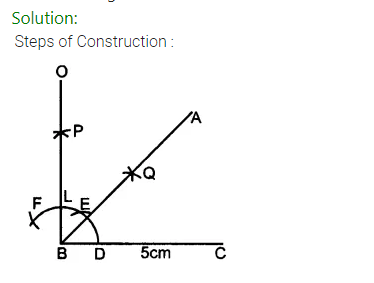 Solution:
Steps of Construction :
O
P
A
Q
F L E
B D 5cm C